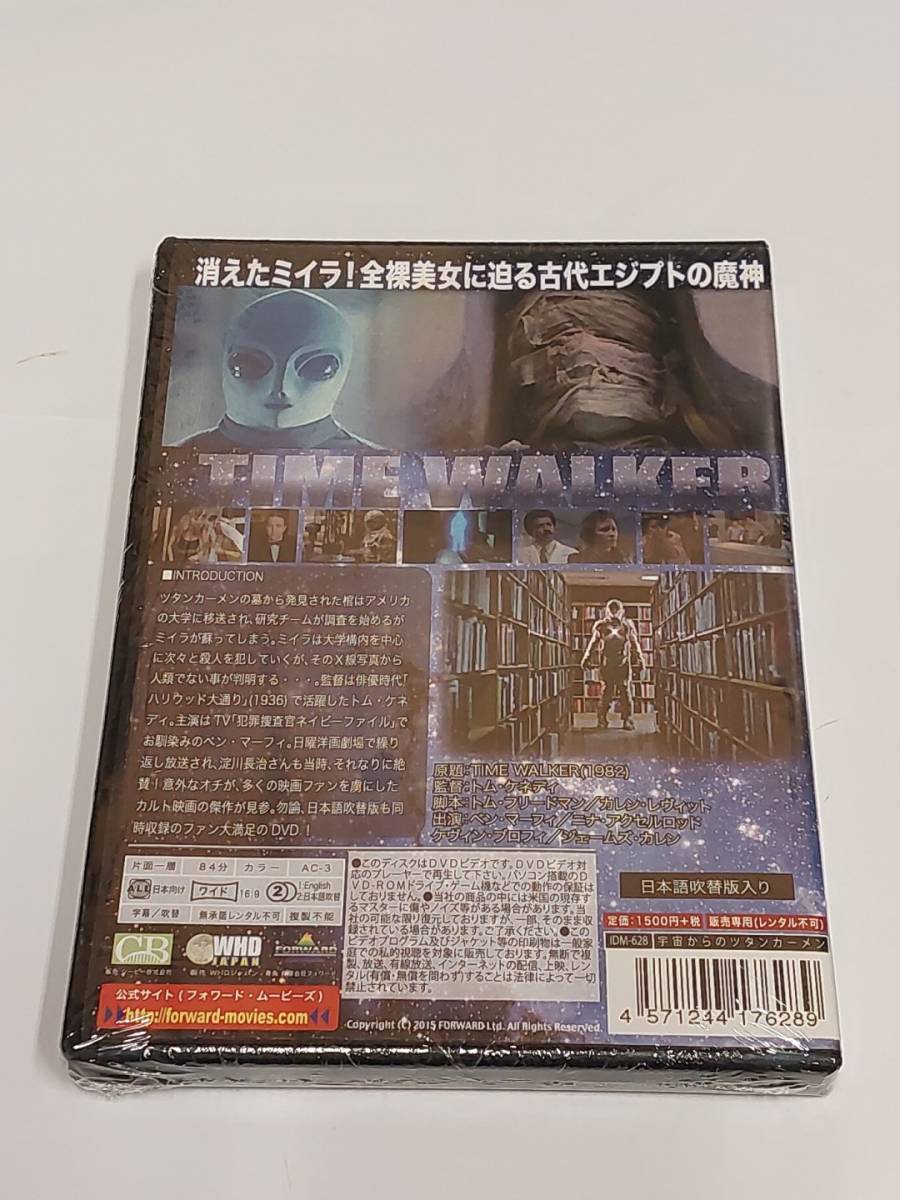 消えたミイラ！全裸美女に迫る古代エジプトの魔神
TIME WALKER
■INTRODUCTION
ツタンカーメンの墓から発見された棺はアメリカ
の大学に移送され、研究チームが調査を始めるが
ミイラが蘇ってしまう。ミイラは大学構内を中心
に次々と殺人を犯していくが、そのX線写真から
人類でない事が判明する・・・。監督は俳優時代「
ハリウッド大通り」(1936)で活躍したトム・ケネ
ディ。主演はTV「犯罪捜査官ネイビーファイル」で
お馴染みのベン・マーフィ。日曜洋画劇場で繰り
返し放送され、淀川長治さんも当時、それなりに絶
賛！意外なオチが、多くの映画ファンを虜にした
カルト映画の傑作が見参。勿論、日本語吹替版も同
時収録のファン大満足のDVD！
原題：TIME WALKER(1982)
監督：トム・ケネディ
脚本：トム・フリードマン／カレン・レヴィット
出演：ベン・マーフィ／ニナ・アクセルロッド
ケヴィン・ブロフィ／ジェームズ・カレン
片面一層 84分 カラー AC-3
ALL 日本向け ワイド 16:9 2 1:English
2:日本語吹替
字幕／吹替 無承諾レンタル不可 複製不能
●このディスクはDVDビデオです。DVDビデオ対
応のプレーヤーで再生して下さい。パソコン搭載のD
VD-ROMドライブ・ゲーム機などでの動作の保証は
しておりません。●当社の商品の中には米国の現存す
るマスターに傷やノイズ等がある場合があります。当
社の可能な限り復元しておりますが、一部、そのまま収
録されている場合があります。ご了承ください。●こ
のビデオプログラム及びジャケット等の印刷物は一般家
庭での私的視聴を対象に販売しております。無断で複
製、放送、有線放送、インターネットの配信、上映、レン
タル(有償・無償を問わず)することは法律によって一切
禁止されています。
日本語吹替版入り
定価：1500円+税 販売専用(レンタル不可)
IDM-628 宇宙からのツタンカーメン
CB WHD JAPAN FORWARD
公式サイト(フォワード・ムービーズ)
http://forward-movies.com
Copyright (C) 2015 FORWARD Ltd. All Rights Reserved.
4 571244 176289